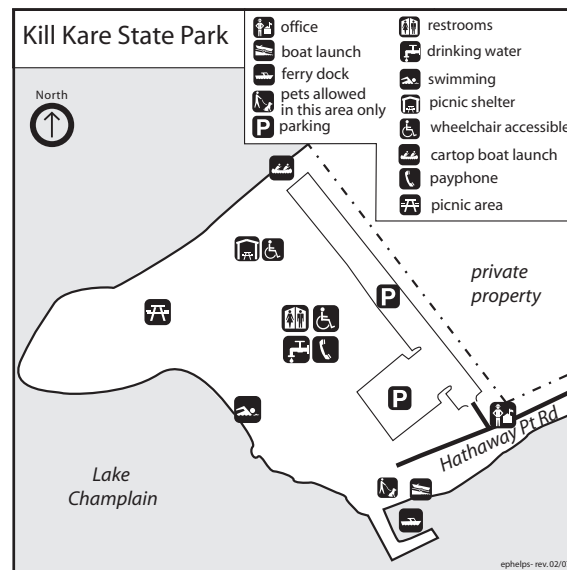 Kill Kare State Park
North
office
boat launch
ferry dock
pets allowed
in this area only
parking
restrooms
drinking water
swimming
picnic shelter
wheelchair accessible
cartop boat launch
payphone
picnic area
private
property
P
P
P
Hathaway Pt Rd
Lake
Champlain